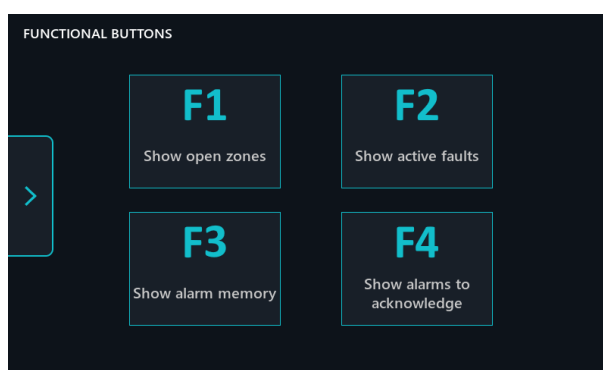 FUNCTIONAL BUTTONS
F1
Show open zones
F2
Show active faults
F3
Show alarm memory
F4
Show alarms to
acknowledge